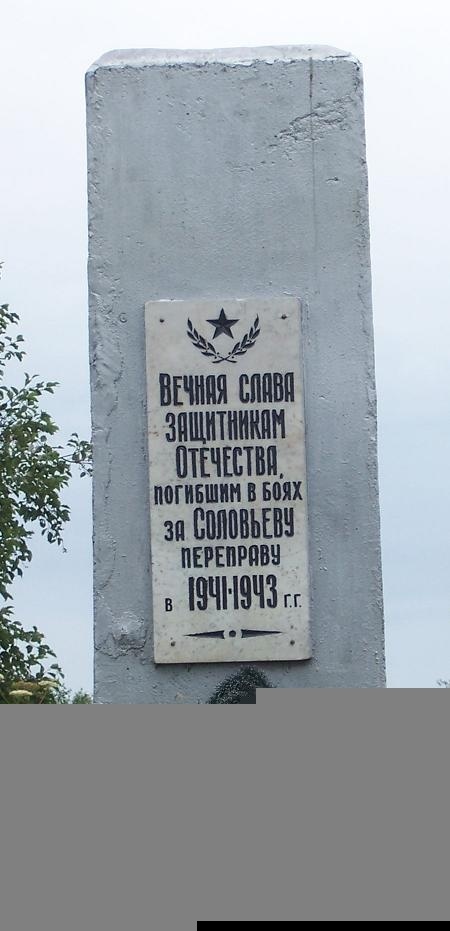 ВЕЧНАЯ СЛАВА
ЗАЩИТНИКАМ
ОТЕЧЕСТВА,
ПОГИБШИМ В БОЯХ
ЗА СОЛОВЬЕВУ
ПЕРЕПРАВУ
В 1941-1943 Г.Г.